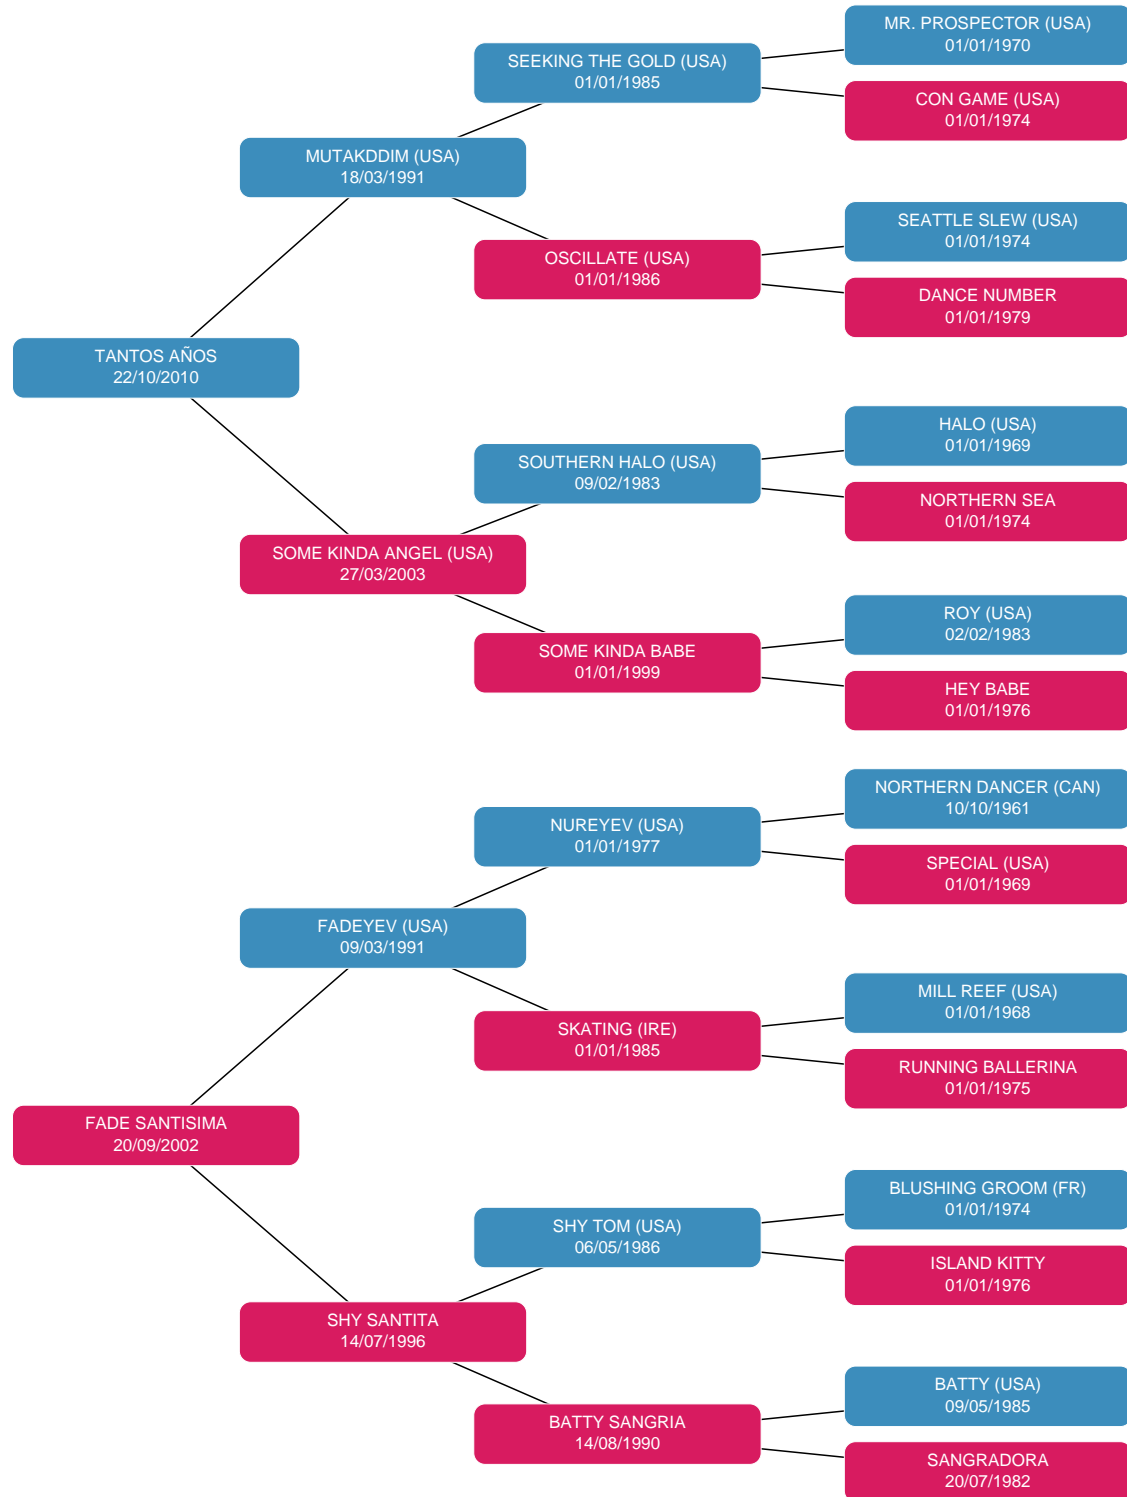 MR. PROSPECTOR (USA)
01/01/1970
SEEKING THE GOLD (USA)
01/01/1985
CON GAME (USA)
01/01/1974
MUTAKDDIM (USA)
18/03/1991
SEATTLE SLEW (USA)
01/01/1974
OSCILLATE (USA)
01/01/1986
DANCE NUMBER
01/01/1979
TANTOS AÑOS
22/10/2010
HALO (USA)
01/01/1969
SOUTHERN HALO (USA)
09/02/1983
NORTHERN SEA
01/01/1974
SOME KINDA ANGEL (USA)
27/03/2003
ROY (USA)
02/02/1983
SOME KINDA BABE
01/01/1999
HEY BABE
01/01/1976
NORTHERN DANCER (CAN)
10/10/1961
NUREYEV (USA)
01/01/1977
SPECIAL (USA)
01/01/1969
FADEYEV (USA)
09/03/1991
MILL REEF (USA)
01/01/1968
SKATING (IRE)
01/01/1985
RUNNING BALLERINA
01/01/1975
FADE SANTISIMA
20/09/2002
BLUSHING GROOM (FR)
01/01/1974
SHY TOM (USA)
06/05/1986
ISLAND KITTY
01/01/1976
SHY SANTITA
14/07/1996
BATTY (USA)
09/05/1985
BATTY SANGRIA
14/08/1990
SANGRADORA
20/07/1982